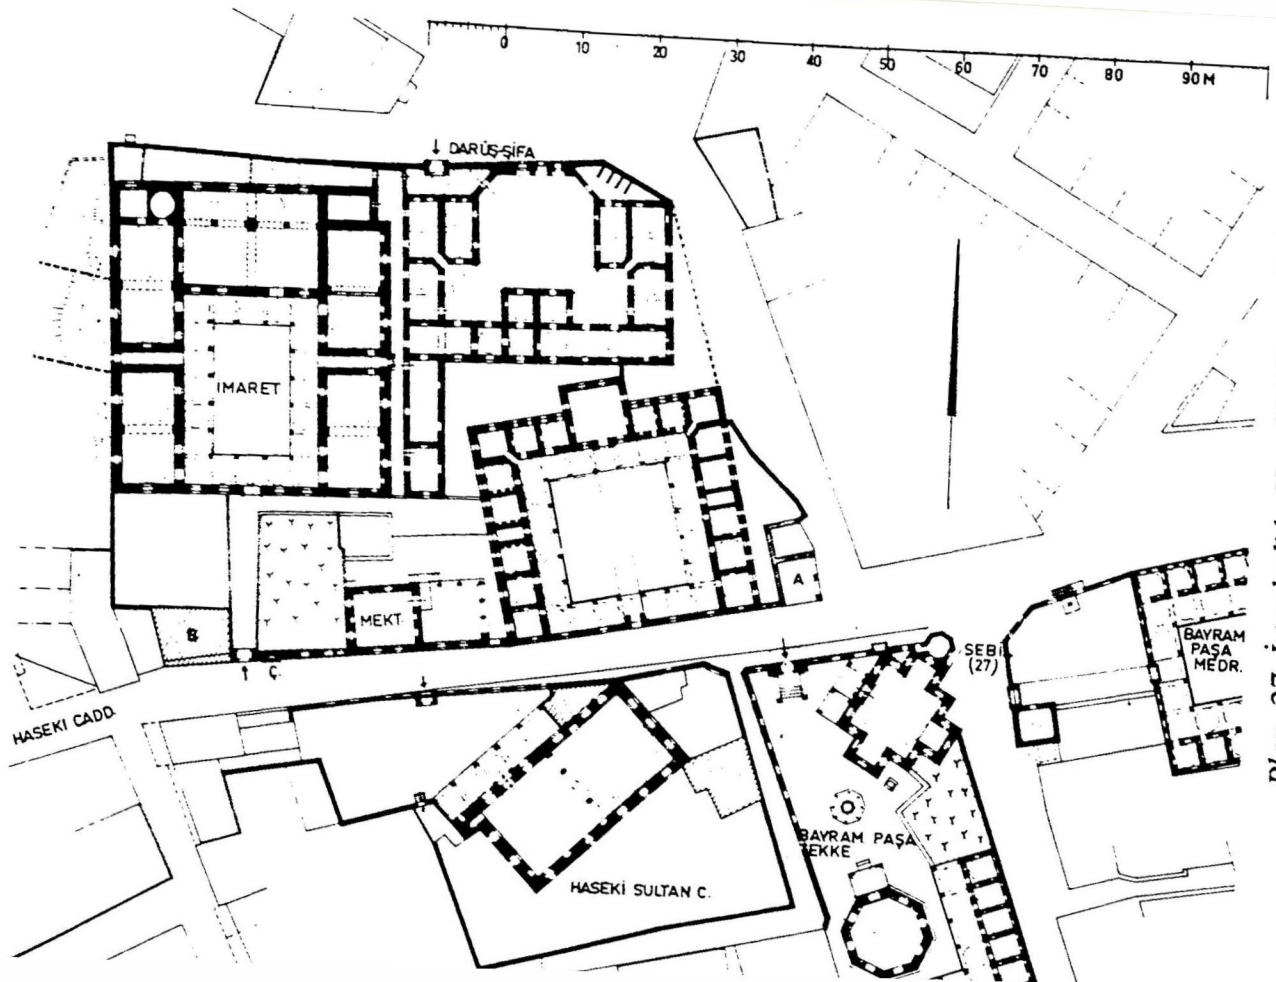 0 10 20 30 40 50 60 70 80 90 M
DARÜŞ-ŞİFA
IMARET
A
MEKT.
Ç.
SEBİ
(27)
BAYRAM
PAŞA
MEDR.
HASEKI CADD.
BAYRAM PAŞA
TEKKE
HASEKİ SULTAN C.